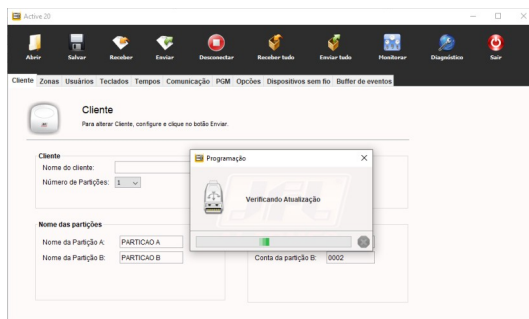 Active 20
Abrir Salvar Receber Enviar Desconectar Receber tudo Enviar tudo Monitorar Diagnóstico Sair
Cliente Zonas Usuários Teclados Tempos Comunicação PGM Opções Dispositivos sem fio Buffer de eventos
Cliente
Para alterar Cliente, configure e clique no botão Enviar.
Cliente
Nome do cliente:
Número de Partições: 1
Programação
Verificando Atualização
JFL
Nome das partições
Nome da Partição A: PARTICAO A
Nome da Partição B: PARTICAO B
Conta da partição B: 0002